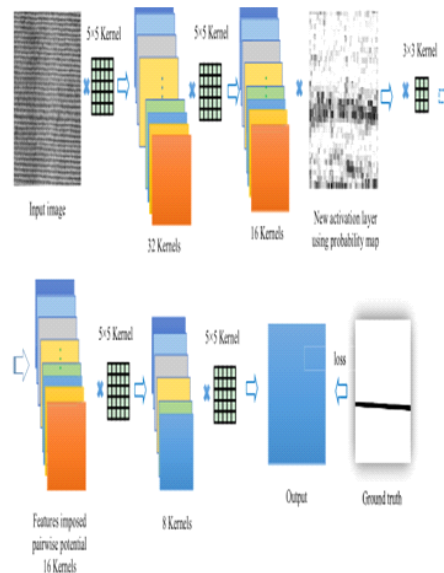 5×5 Kernel
5×5 Kernel
3×3 Kernel
Input image
32 Kernels
16 Kernels
New activation layer
using probability map
5×5 Kernel
5×5 Kernel
loss
Features imposed
pairwise potential
16 Kernels
8 Kernels
Output
Ground truth